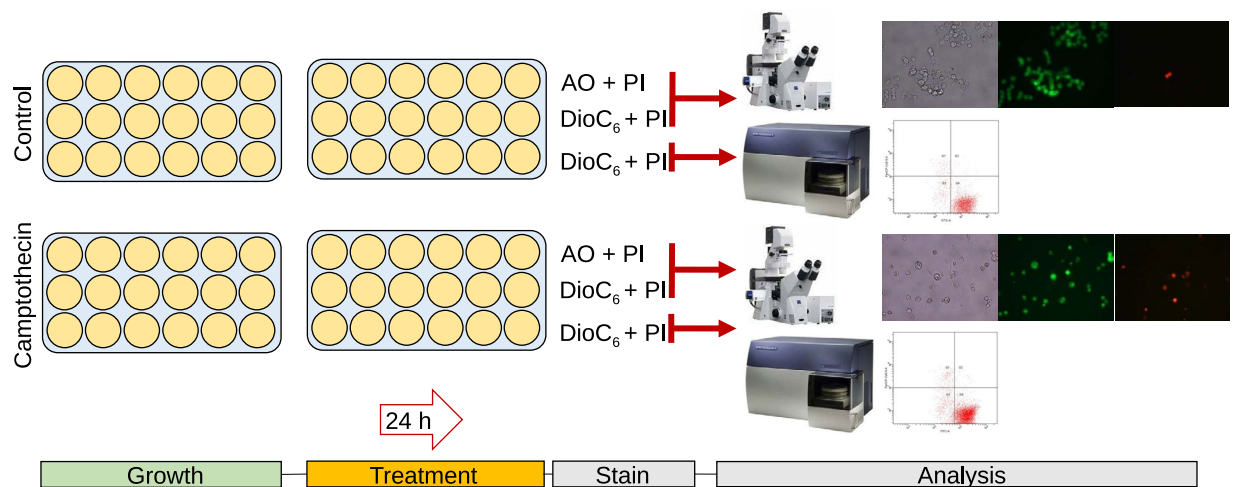 Control
AO + PI
DioC₆ + PI
DioC₆ + PI
Camptothecin
AO + PI
DioC₆ + PI
DioC₆ + PI
24 h
Growth
Treatment
Stain
Analysis